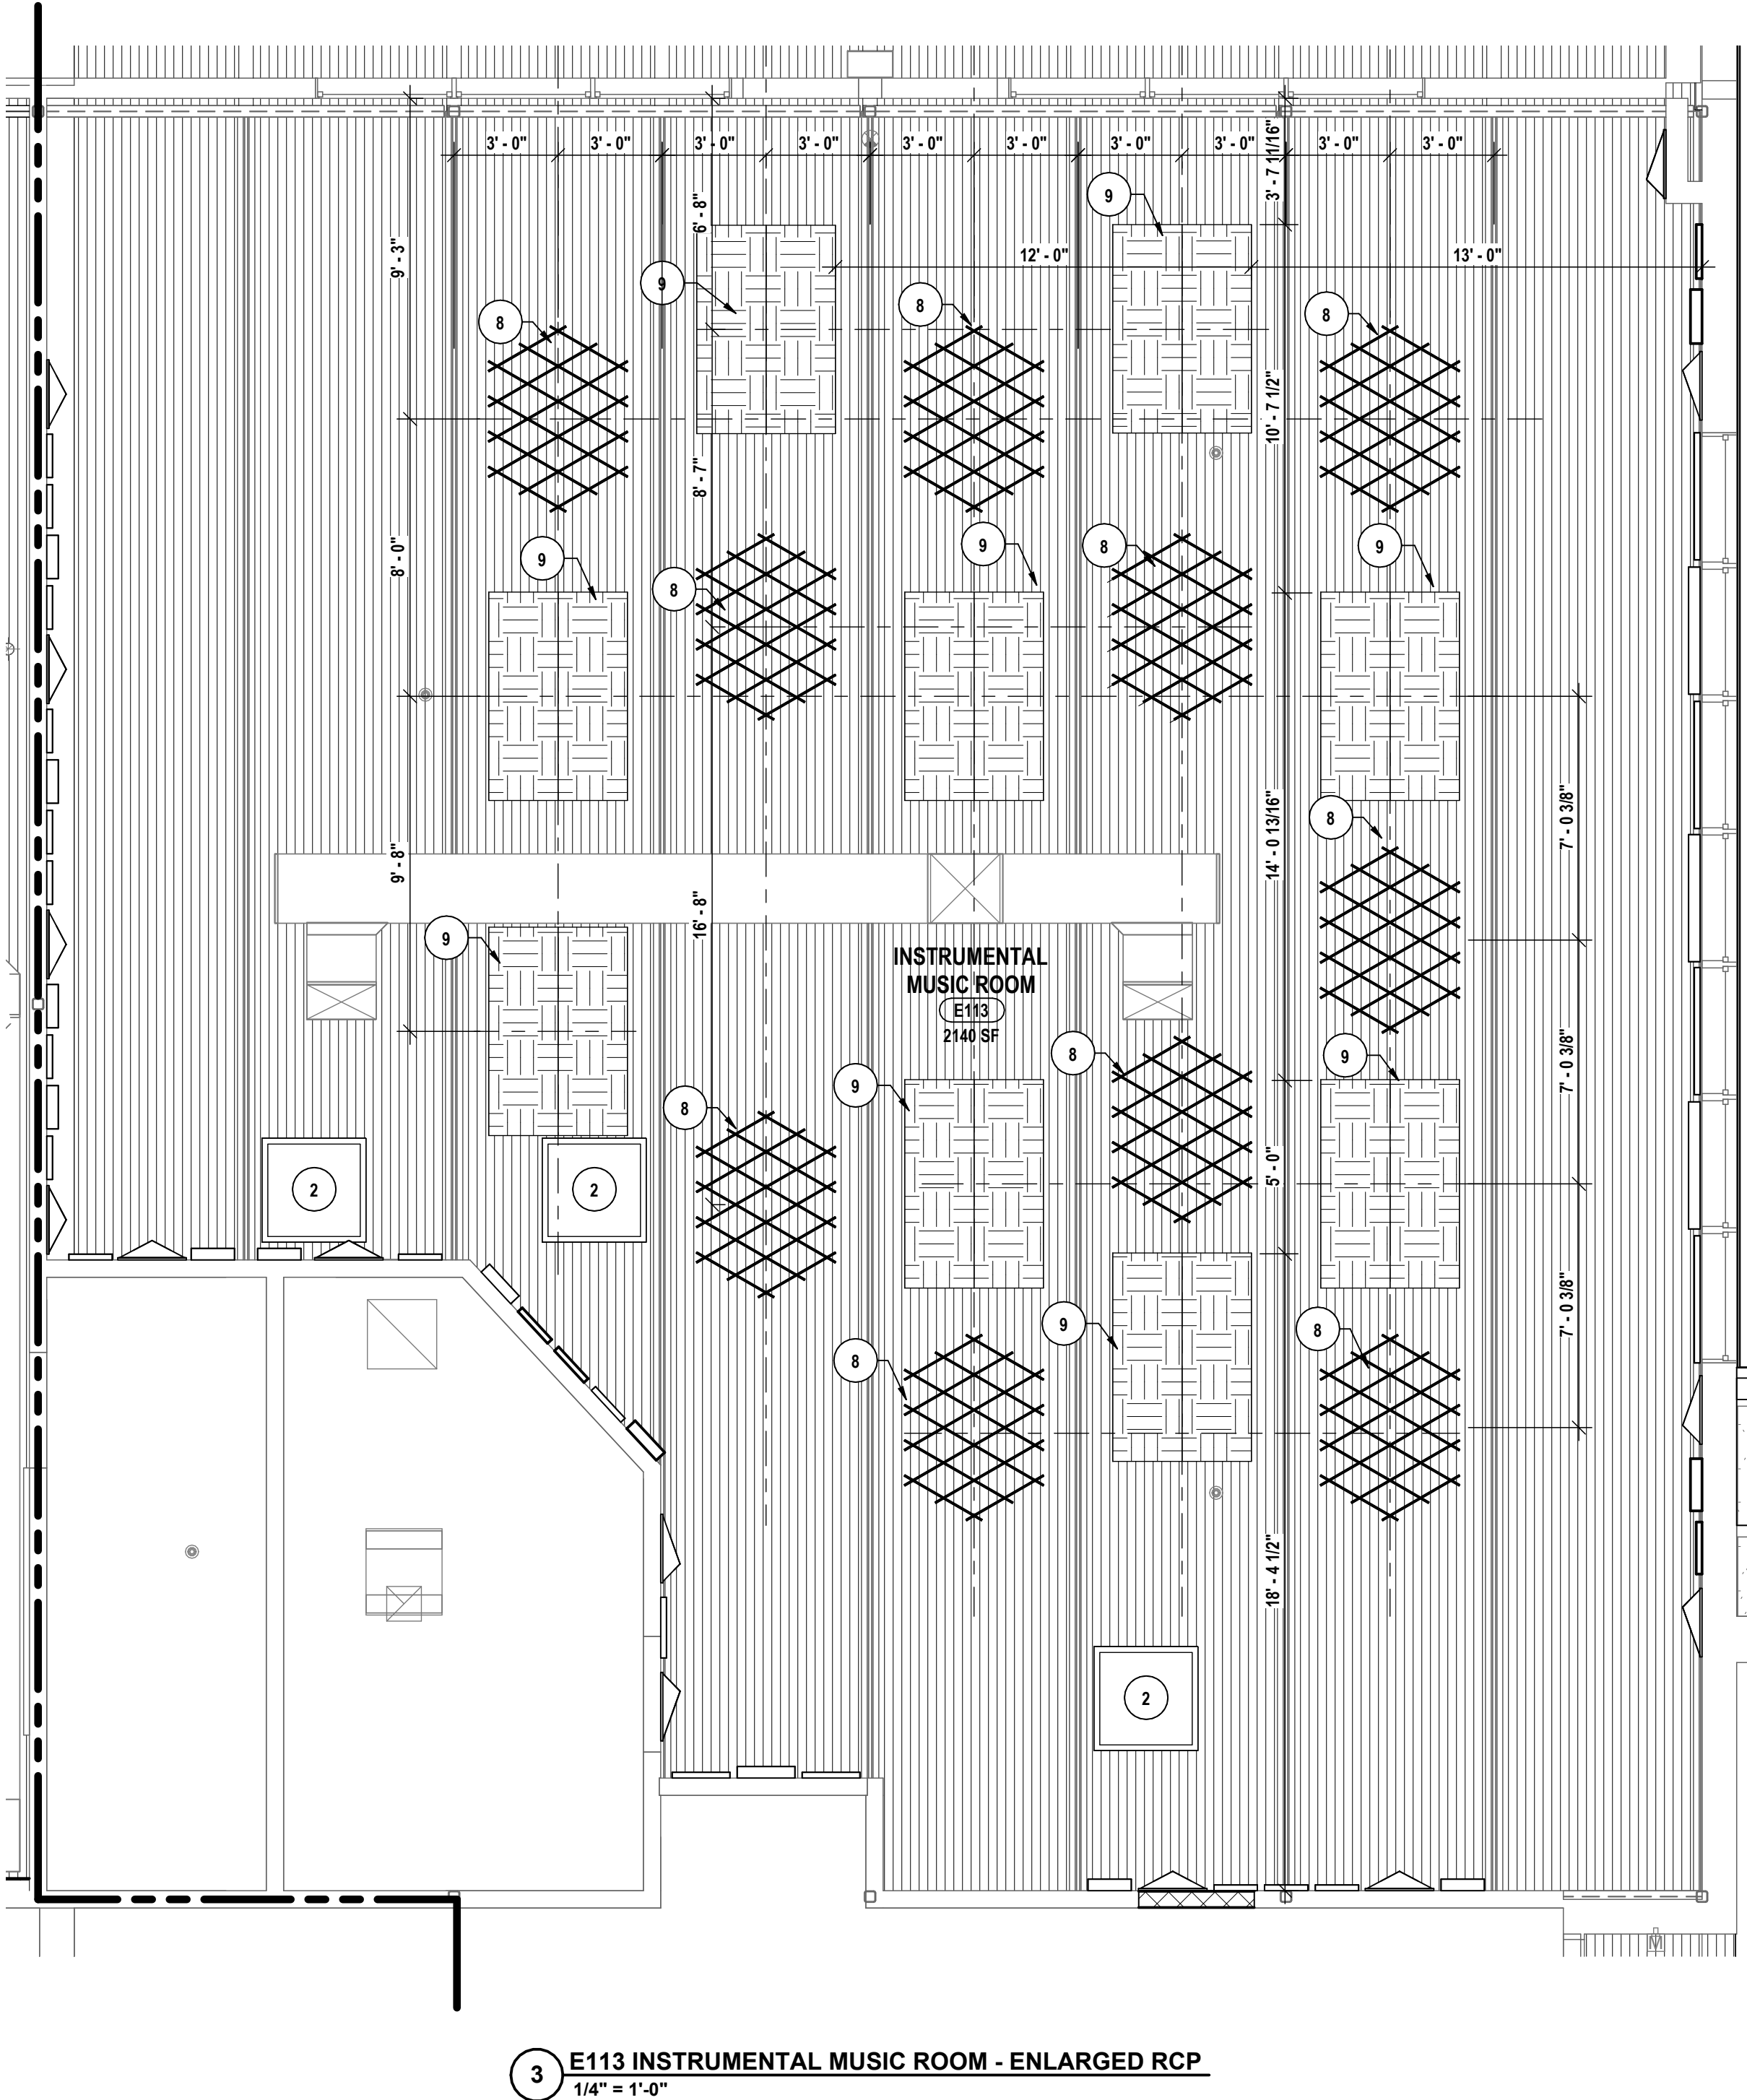 3' - 0" 3' - 0" 3' - 0" 3' - 0" 3' - 0" 3' - 0" 3' - 0" 3' - 0" 3' - 0" 3' - 0"
3' - 7 11/16"
9
6' - 8"
9' - 3"
12' - 0"
13' - 0"
9
8
8
8
10' - 7 1/2"
8' - 7"
8' - 0"
9
9
8
9
8
14' - 0 13/16"
7' - 0 3/8"
8
9' - 8"
16' - 8"
9
INSTRUMENTAL
MUSIC ROOM
E113
2140 SF
7' - 0 3/8"
8
9
9
8
5' - 0"
2
2
7' - 0 3/8"
9
8
8
18' - 4 1/2"
2
3
E113 INSTRUMENTAL MUSIC ROOM - ENLARGED RCP
1/4" = 1'-0"